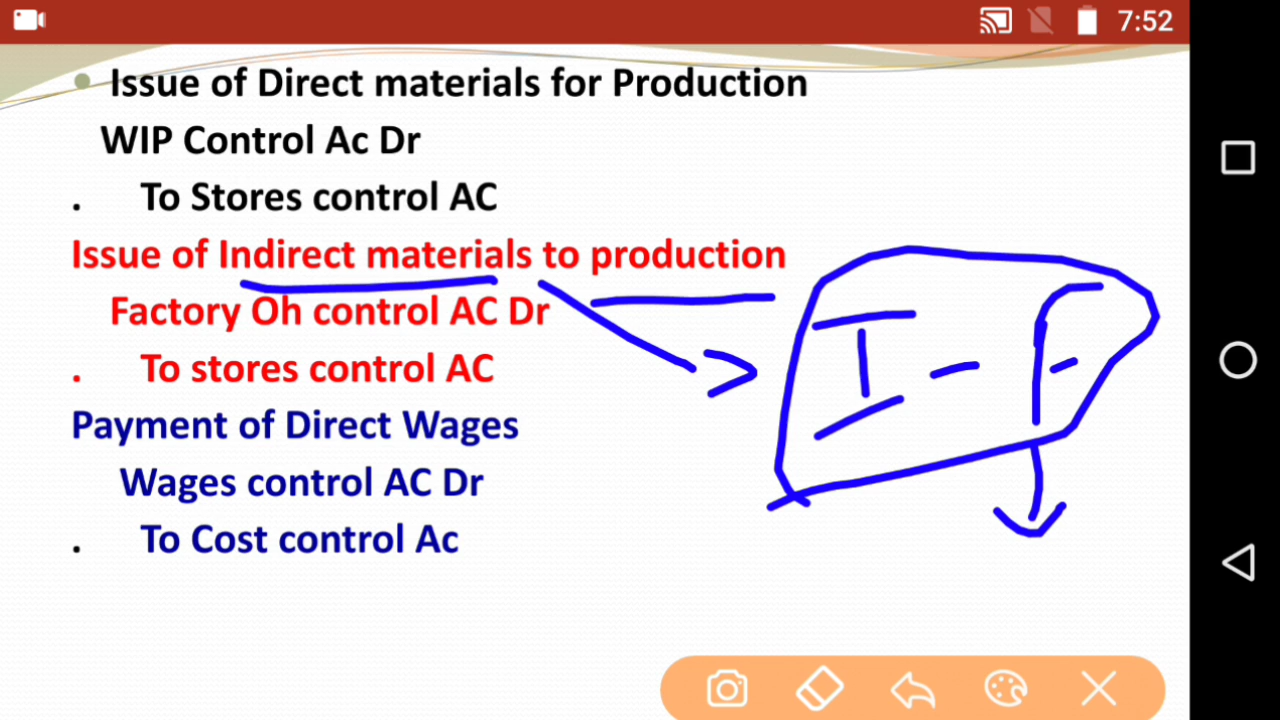 7:52
Issue of Direct materials for Production
WIP Control Ac Dr
. To Stores control AC
Issue of Indirect materials to production
Factory Oh control AC Dr
. To stores control AC
I - F
Payment of Direct Wages
Wages control AC Dr
. To Cost control Ac